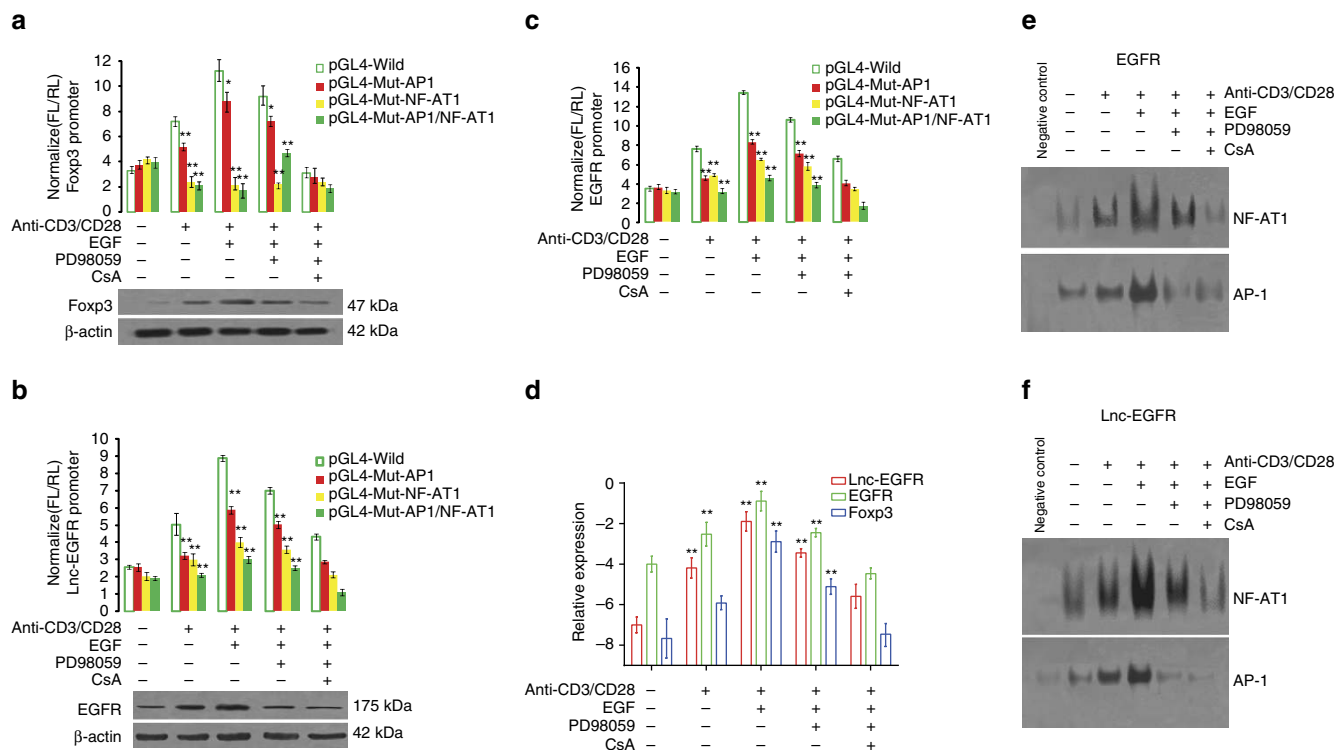 a
Normalize(FL/RL)
Foxp3 promoter
12
10
8
6
4
2
0
pGL4-Wild
pGL4-Mut-AP1
pGL4-Mut-NF-AT1
pGL4-Mut-AP1/NF-AT1
** ** ** * ** ** * ** **
Anti-CD3/CD28 – + + + +
EGF – – + + +
PD98059 – – – + +
CsA – – – – +
Foxp3 47 kDa
β-actin 42 kDa
b
Normalize(FL/RL)
Lnc-EGFR promoter
10
9
8
7
6
5
4
3
2
1
0
pGL4-Wild
pGL4-Mut-AP1
pGL4-Mut-NF-AT1
pGL4-Mut-AP1/NF-AT1
** ** ** ** ** ** ** ** **
Anti-CD3/CD28 – + + + +
EGF – – + + +
PD98059 – – – + +
CsA – – – – +
EGFR 175 kDa
β-actin 42 kDa
c
Normalize(FL/RL)
EGFR promoter
16
14
12
10
8
6
4
2
0
pGL4-Wild
pGL4-Mut-AP1
pGL4-Mut-NF-AT1
pGL4-Mut-AP1/NF-AT1
** ** ** ** ** ** ** ** **
Anti-CD3/CD28 – + + + +
EGF – – + + +
PD98059 – – – + +
CsA – – – – +
d
Relative expression
0
−2
−4
−6
−8
Lnc-EGFR
EGFR
Foxp3
** ** ** ** ** ** ** **
Anti-CD3/CD28 – + + + +
EGF – – + + +
PD98059 – – – + +
CsA – – – – +
e
EGFR
Negative control
– + + + + Anti-CD3/CD28
– – + + + EGF
– – – + + PD98059
– – – – + CsA
NF-AT1
AP-1
f
Lnc-EGFR
Negative control
– + + + + Anti-CD3/CD28
– – + + + EGF
– – – + + PD98059
– – – – + CsA
NF-AT1
AP-1